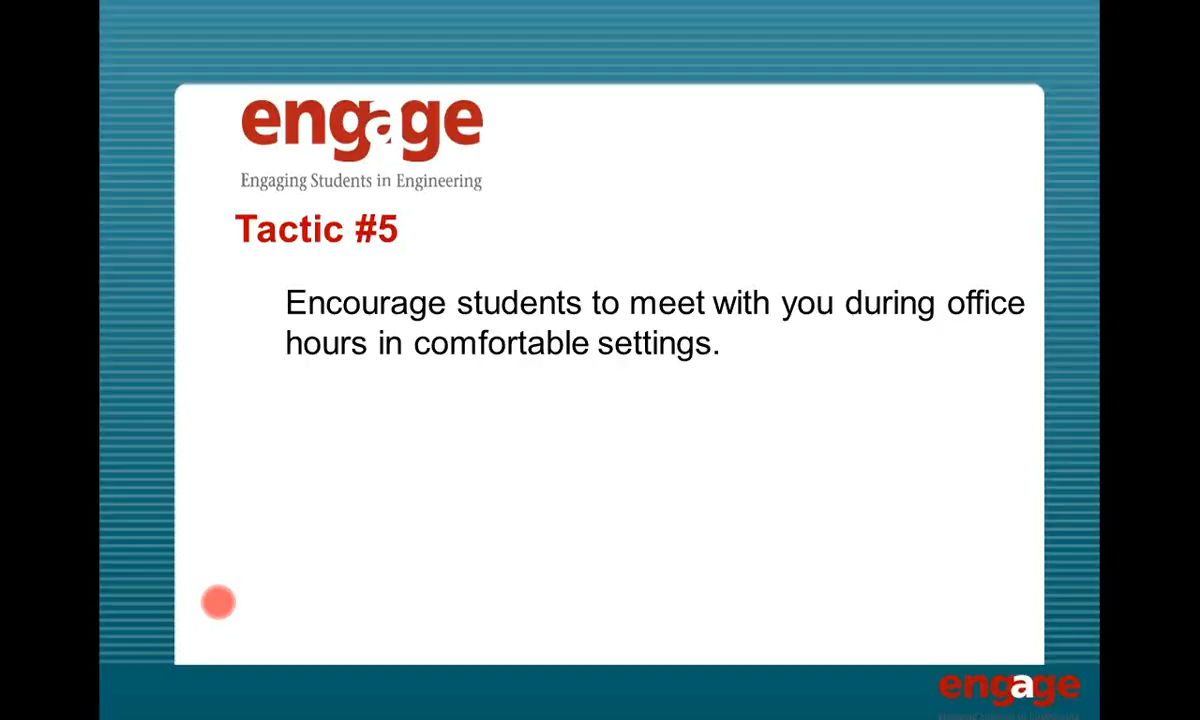 engage
Engaging Students in Engineering
Tactic #5
Encourage students to meet with you during office
hours in comfortable settings.
engage